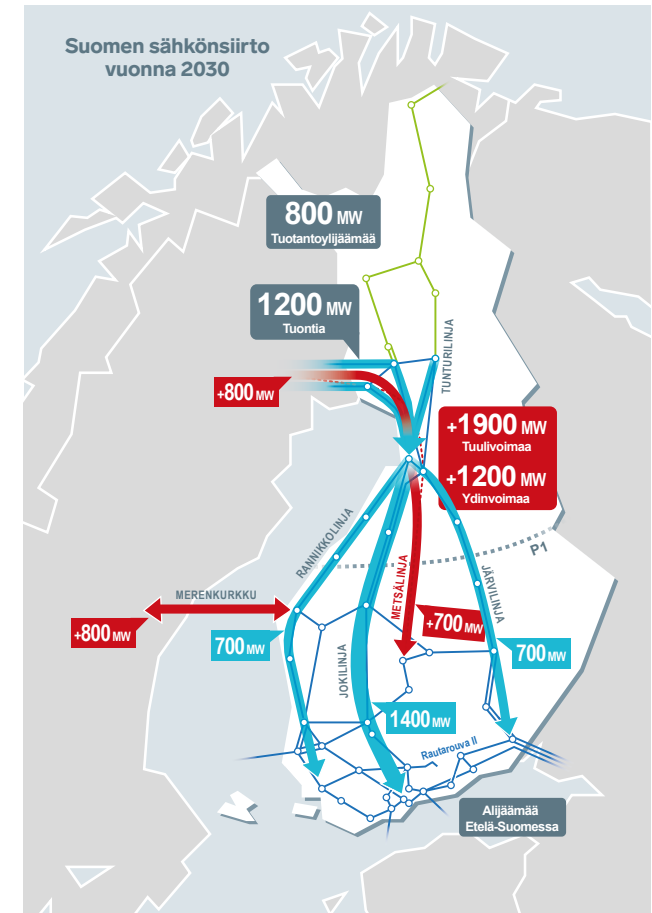 Suomen sähkönsiirto
vuonna 2030
800 MW
Tuotantoylijäämää
1200 MW
Tuontia
TUNTURILINJA
+800 MW
+1900 MW
Tuulivoimaa
+1200 MW
Ydinvoimaa
RANNIKKOLINJA
P1
METSÄLINJA
JÄRVILINJA
MERENKURKKU
+800 MW
700 MW
+700 MW
700 MW
JOKILINJA
1400 MW
Rautarouva II
Alijäämää
Etelä-Suomessa